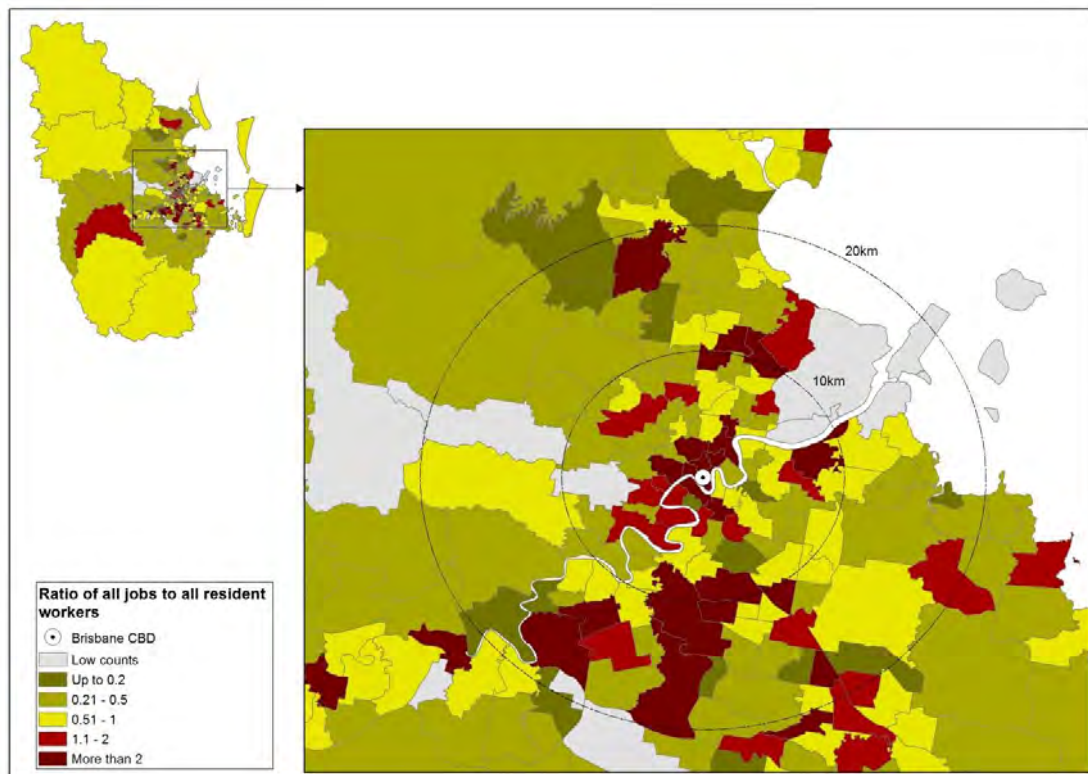 20km
10km
Ratio of all jobs to all resident
workers
Brisbane CBD
Low counts
Up to 0.2
0.21 - 0.5
0.51 - 1
1.1 - 2
More than 2